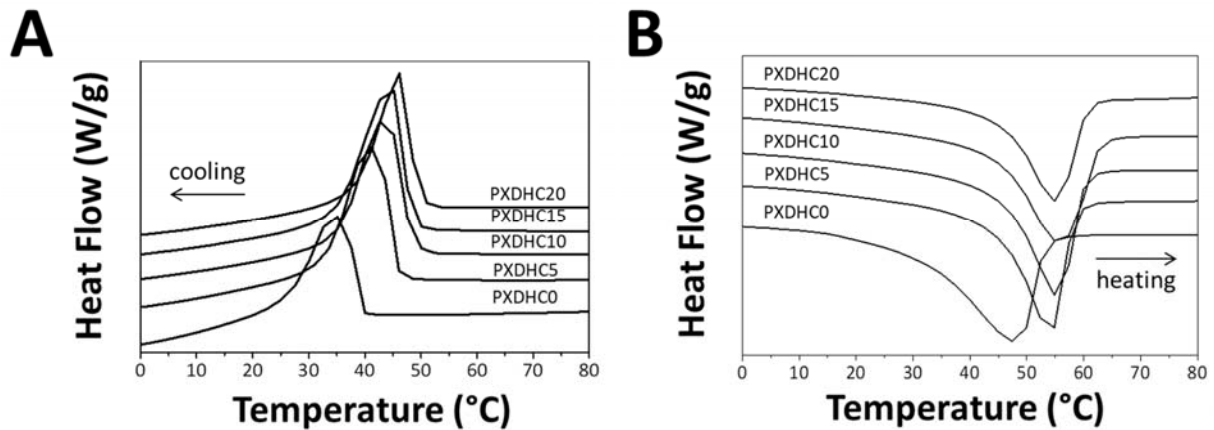 A
Heat Flow (W/g)
cooling
PXDHC20
PXDHC15
PXDHC10
PXDHC5
PXDHC0
0 10 20 30 40 50 60 70 80
Temperature (°C)
B
Heat Flow (W/g)
PXDHC20
PXDHC15
PXDHC10
PXDHC5
PXDHC0
heating
0 10 20 30 40 50 60 70 80
Temperature (°C)